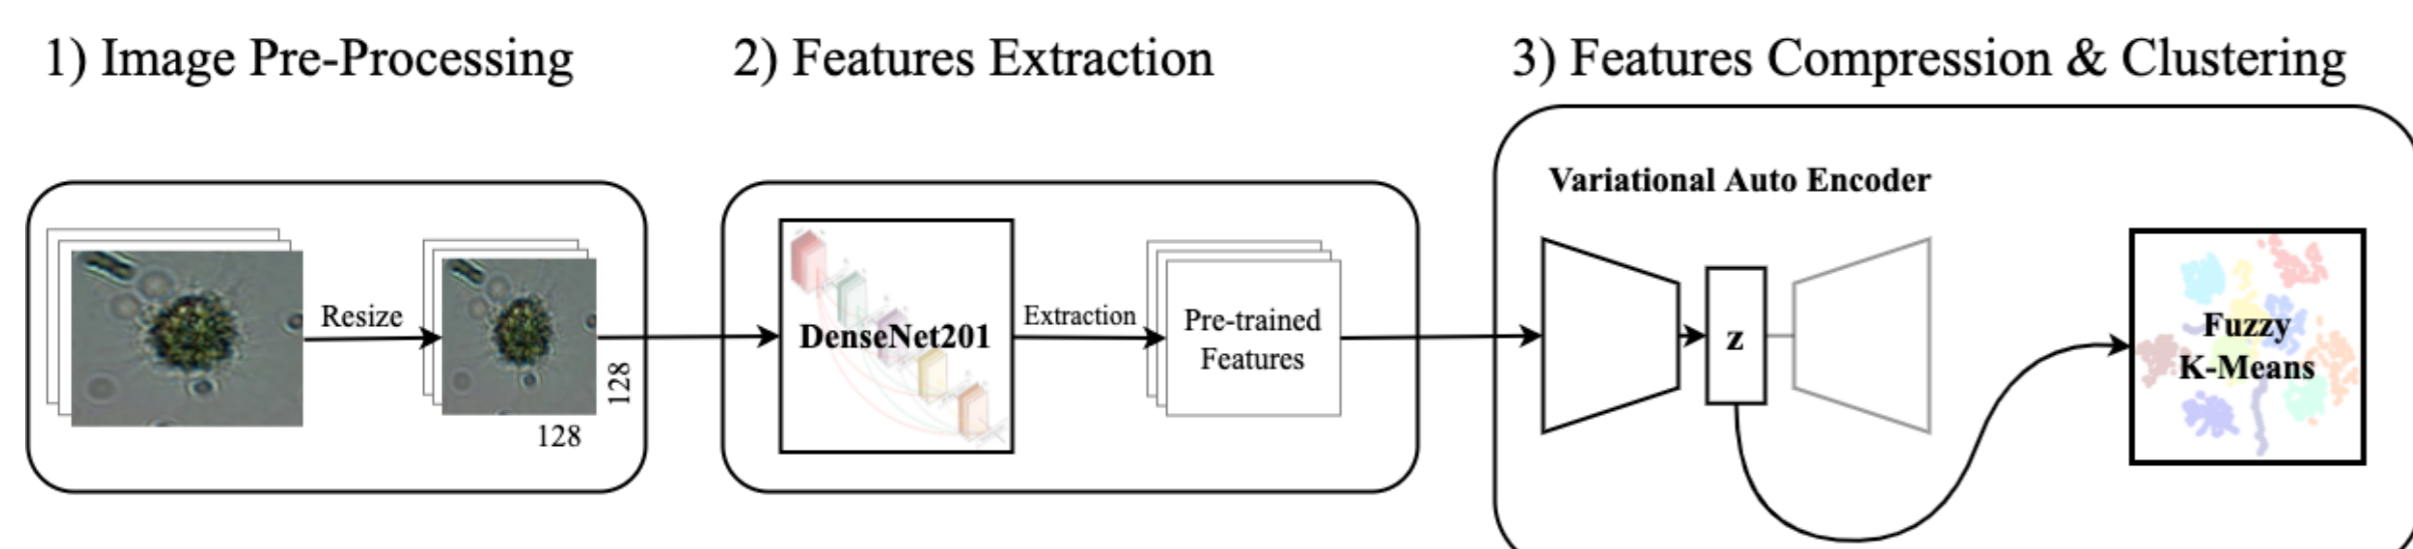 1) Image Pre-Processing
2) Features Extraction
3) Features Compression & Clustering
Resize
128
128
DenseNet201
Extraction
Pre-trained
Features
Variational Auto Encoder
z
Fuzzy
K-Means